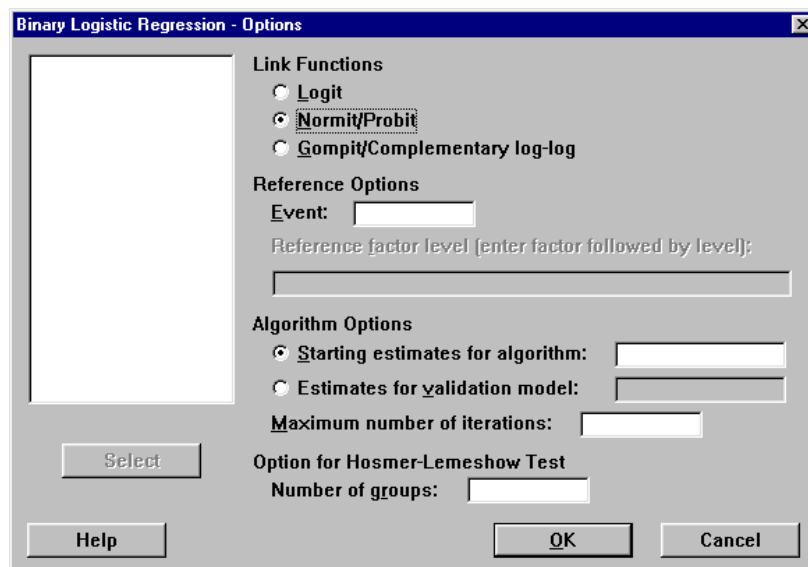 Binary Logistic Regression - Options
Link Functions
Logit
Normit/Probit
Gompit/Complementary log-log
Reference Options
Event:
Reference factor level (enter factor followed by level):
Algorithm Options
Starting estimates for algorithm:
Estimates for validation model:
Maximum number of iterations:
Select
Option for Hosmer-Lemeshow Test
Number of groups:
Help
OK
Cancel